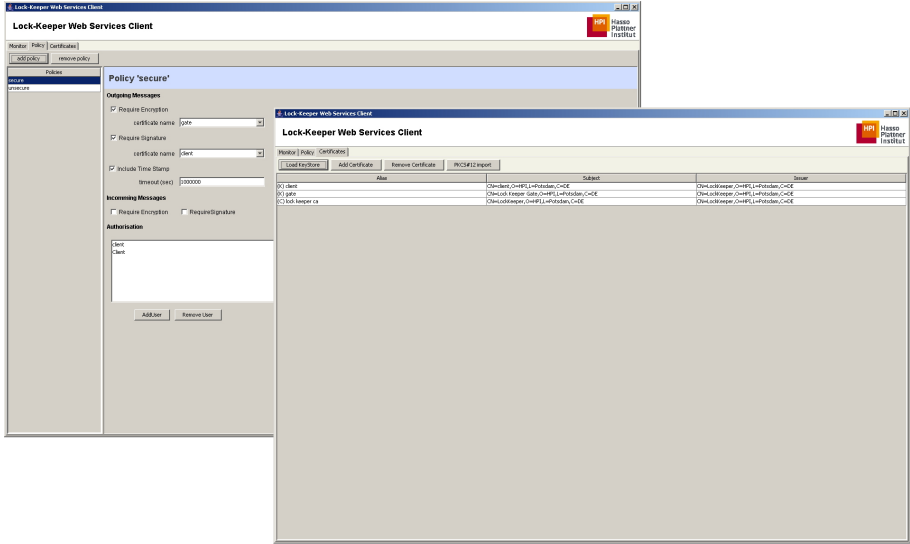 Lock-Keeper Web Services Client
Lock-Keeper Web Services Client
HPI Hasso Plattner Institut
Monitor Policy Certificates
add policy remove policy
Policies
secure
unsecure
Policy 'secure'
Outgoing Messages
Require Encryption
certificate name gate
Require Signature
certificate name client
Include Time Stamp
timeout (sec) 1000000
Incomming Messages
Require Encryption RequireSignature
Authorisation
client
Client
AddUser Remove User
Lock-Keeper Web Services Client
Lock-Keeper Web Services Client
HPI Hasso Plattner Institut
Monitor Policy Certificates
Load KeyStore Add Certificate Remove Certificate PKCS#12 import
Alias Subject Issuer
(K) client CN=client,O=HPI,L=Potsdam,C=DE CN=LockKeeper,O=HPI,L=Potsdam,C=DE
(K) gate CN=Lock Keeper Gate,O=HPI,L=Potsdam,C=DE CN=LockKeeper,O=HPI,L=Potsdam,C=DE
(C) lock keeper ca CN=LockKeeper,O=HPI,L=Potsdam,C=DE CN=LockKeeper,O=HPI,L=Potsdam,C=DE